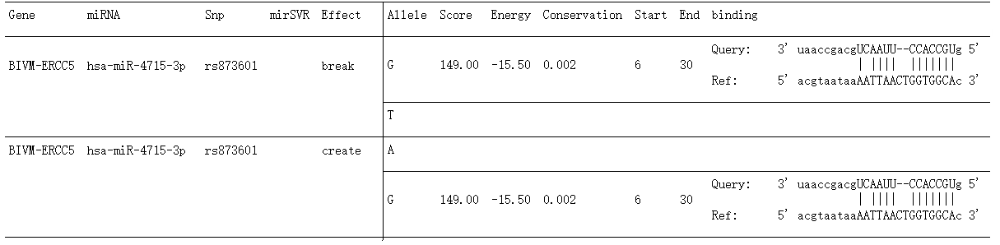 Gene miRNA Snp mirSVR Effect Allele Score Energy Conservation Start End binding
Query: 3' uaaccgacgUCAAUU--CCACCGUg 5'
BIVM-ERCC5 hsa-miR-4715-3p rs873601 break G 149.00 -15.50 0.002 6 30 | |||| |||||||
Ref: 5' acgtaataaAATTAACTGGTGGCAc 3'
T
BIVM-ERCC5 hsa-miR-4715-3p rs873601 create A
Query: 3' uaaccgacgUCAAUU--CCACCGUg 5'
G 149.00 -15.50 0.002 6 30 | |||| |||||||
Ref: 5' acgtaataaAATTAACTGGTGGCAc 3'